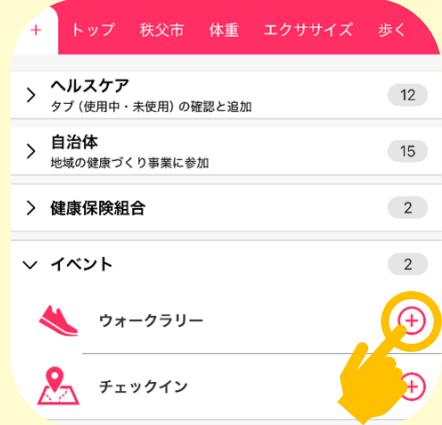 + トップ 秩父市 体重 エクササイズ 歩く
ヘルスケア 12
タブ（使用中・未使用）の確認と追加
自治体 15
地域の健康づくり事業に参加
健康保険組合 2
イベント 2
ウォークラリー
チェックイン